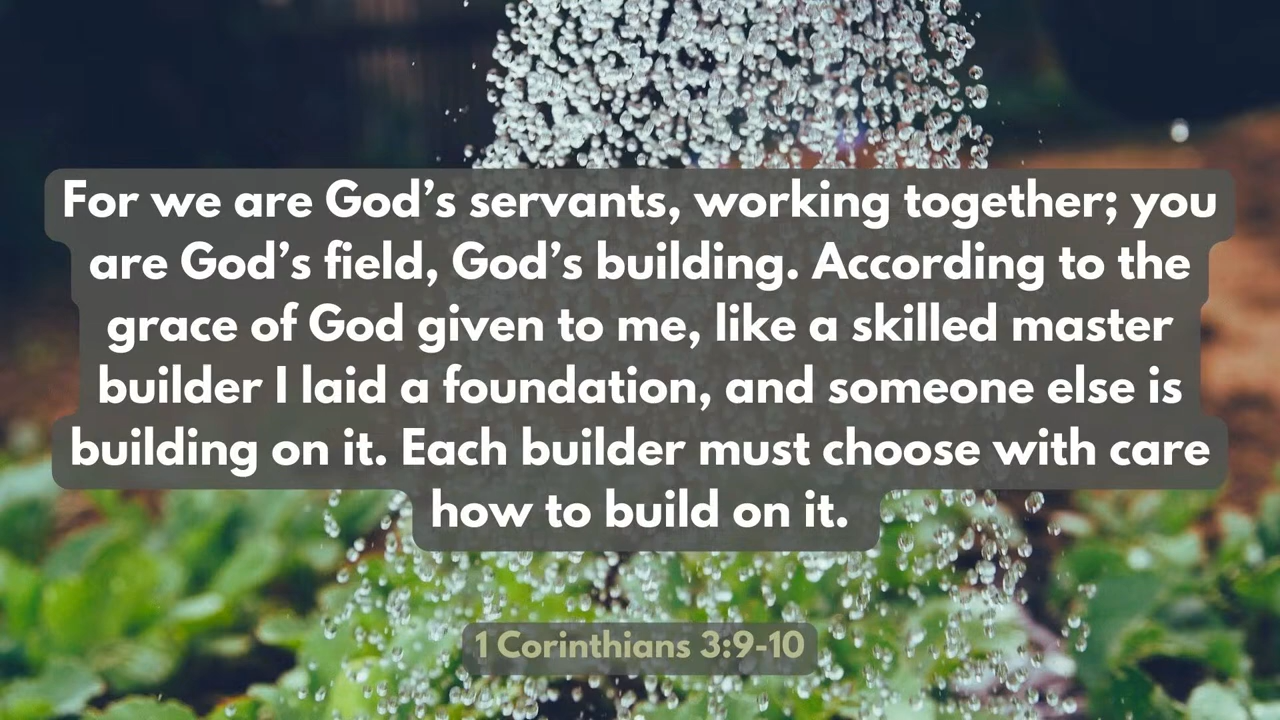 For we are God’s servants, working together; you
are God’s field, God’s building. According to the
grace of God given to me, like a skilled master
builder I laid a foundation, and someone else is
building on it. Each builder must choose with care
how to build on it.
1 Corinthians 3:9-10